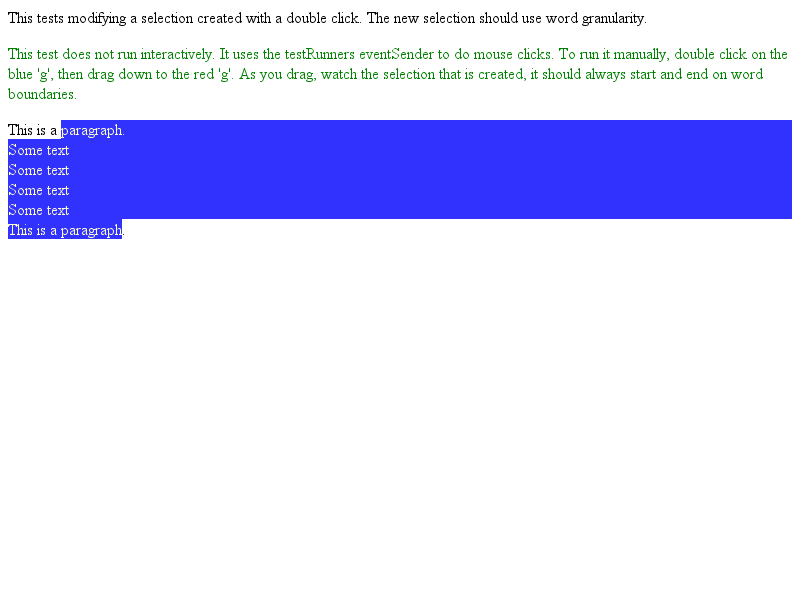 This tests modifying a selection created with a double click. The new selection should use word granularity.
This test does not run interactively. It uses the testRunners eventSender to do mouse clicks. To run it manually, double click on the
blue 'g', then drag down to the red 'g'. As you drag, watch the selection that is created, it should always start and end on word
boundaries.
This is a paragraph.
Some text
Some text
Some text
Some text
This is a paragraph.